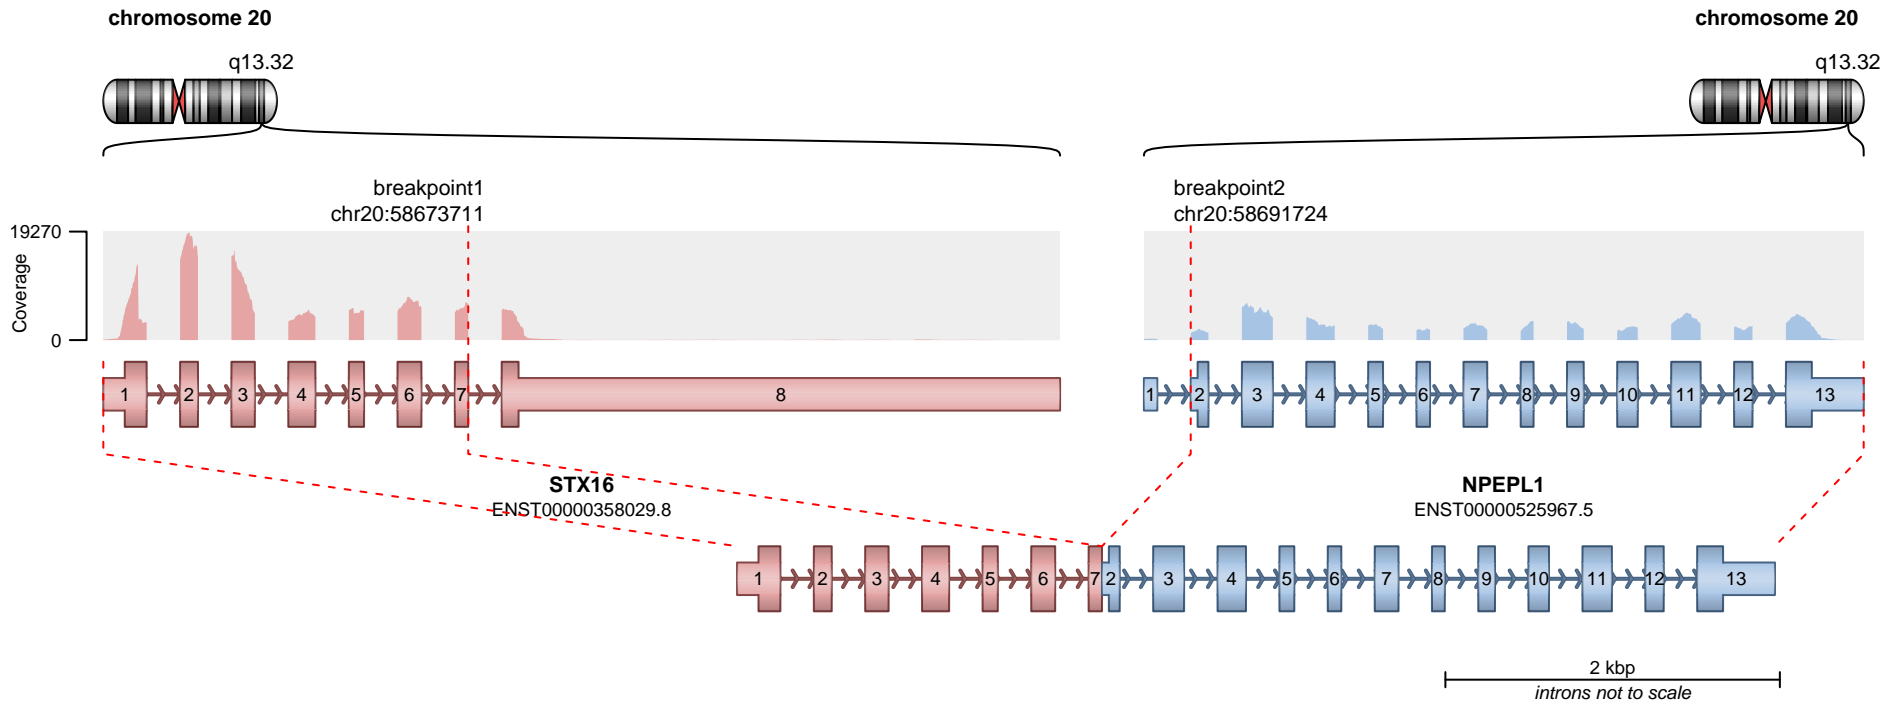 chromosome 20
chromosome 20
q13.32
q13.32
breakpoint1
chr20:58673711
breakpoint2
chr20:58691724
19270
Coverage
0
1 2 3 4 5 6 7 8
1 2 3 4 5 6 7 8 9 10 11 12 13
STX16
ENST00000358029.8
NPEPL1
ENST00000525967.5
1 2 3 4 5 6 7 2 3 4 5 6 7 8 9 10 11 12 13
2 kbp
introns not to scale